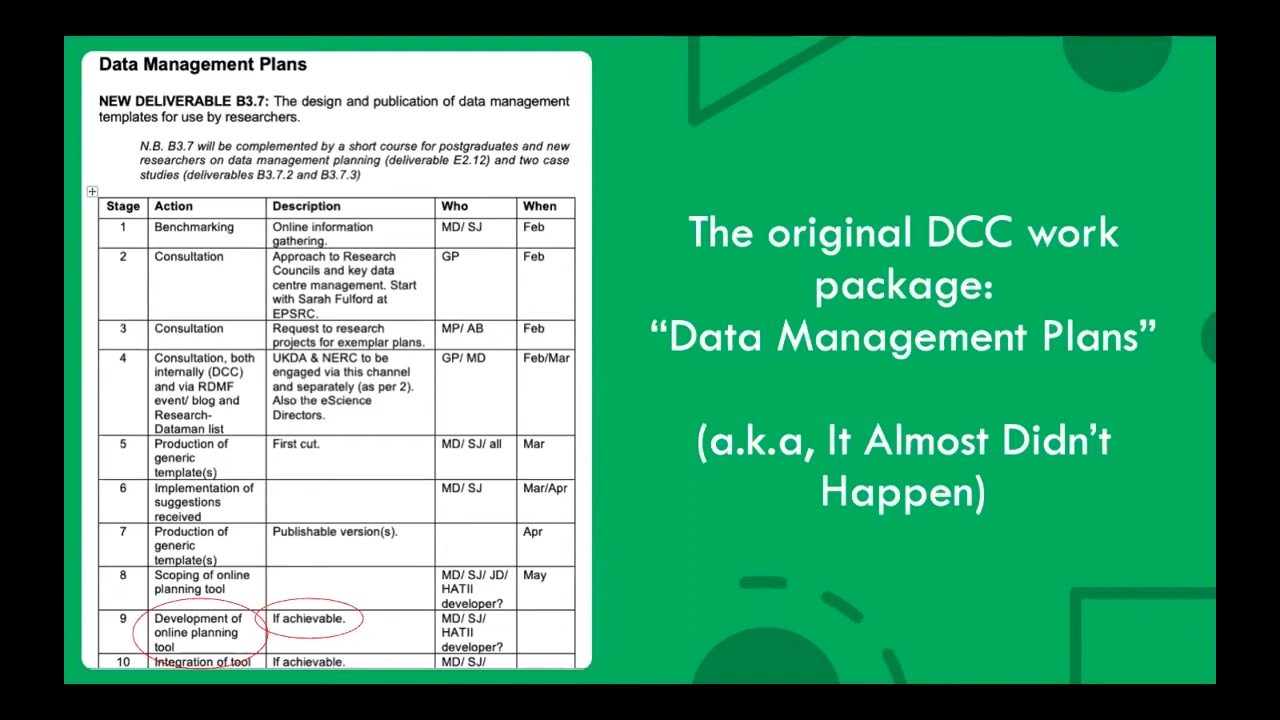 Data Management Plans
NEW DELIVERABLE B3.7: The design and publication of data management
templates for use by researchers.
N.B. B3.7 will be complemented by a short course for postgraduates and new
researchers on data management planning (deliverable E2.12) and two case
studies (deliverables B3.7.2 and B3.7.3)
Stage Action Description Who When
1 Benchmarking Online information MD/ SJ Feb
gathering.
2 Consultation Approach to Research GP Feb
Councils and key data
centre management. Start
with Sarah Fulford at
EPSRC.
3 Consultation Request to research MP/ AB Feb
projects for exemplar plans.
4 Consultation, both UKDA & NERC to be GP/ MD Feb/Mar
internally (DCC) engaged via this channel
and via RDMF and separately (as per 2).
event/ blog and Also the eScience
Research- Directors.
Dataman list
5 Production of First cut. MD/ SJ/ all Mar
generic
template(s)
6 Implementation of MD/ SJ Mar/Apr
suggestions
received
7 Production of Publishable version(s). Apr
generic
template(s)
8 Scoping of online MD/ SJ/ JD/ May
planning tool HATII
developer?
9 Development of If achievable. MD/ SJ/
online planning HATII
tool developer?
10 Integration of tool If achievable. MD/ SJ/
The original DCC work
package:
“Data Management Plans”
(a.k.a, It Almost Didn’t
Happen)